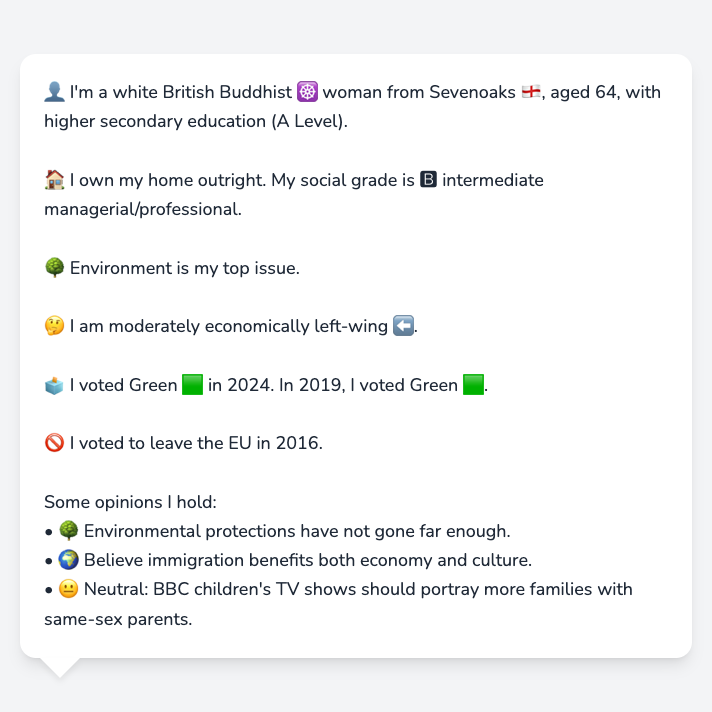 👤 I'm a white British Buddhist ☸️ woman from Sevenoaks 🏴󠁧󠁢󠁥󠁮󠁧󠁿, aged 64, with
higher secondary education (A Level).
🏠 I own my home outright. My social grade is 🅱 intermediate
managerial/professional.
🌳 Environment is my top issue.
🤔 I am moderately economically left-wing ⬅️.
🗳️ I voted Green 🟩 in 2024. In 2019, I voted Green 🟩.
🚫 I voted to leave the EU in 2016.
Some opinions I hold:
• 🌳 Environmental protections have not gone far enough.
• 🌍 Believe immigration benefits both economy and culture.
• 😐 Neutral: BBC children's TV shows should portray more families with
same-sex parents.